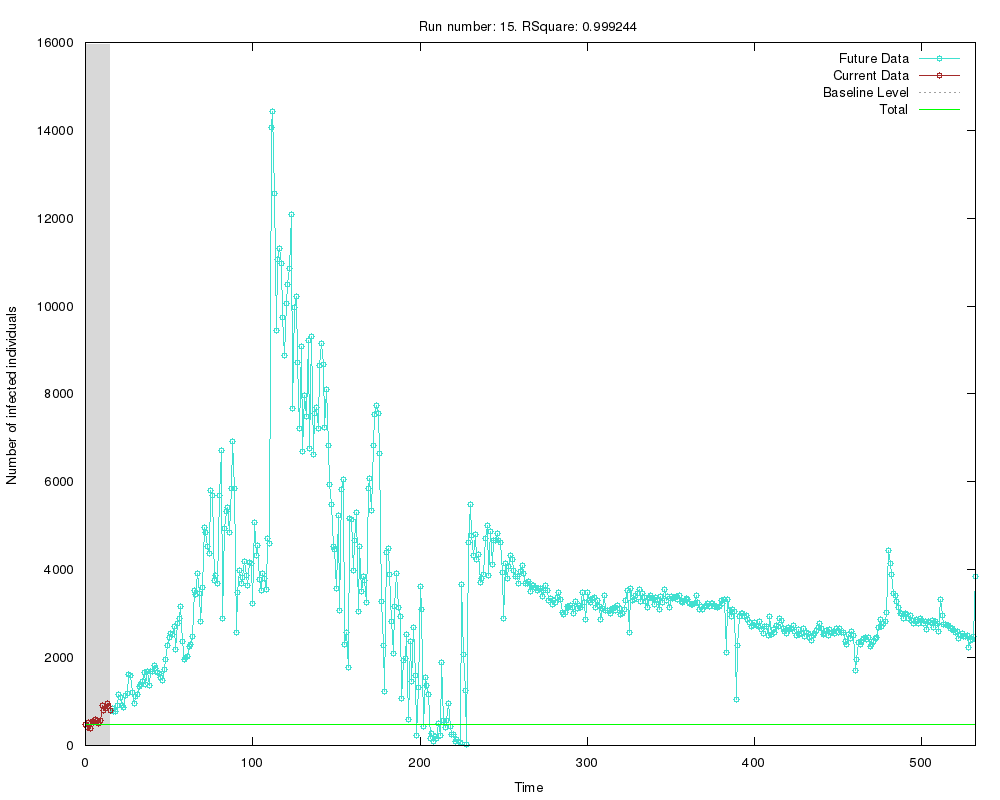 Run number: 15. RSquare: 0.999244
16000
14000
12000
10000
8000
6000
4000
2000
0
Number of infected individuals
Future Data
Current Data
Baseline Level
Total
0
100
200
300
400
500
Time